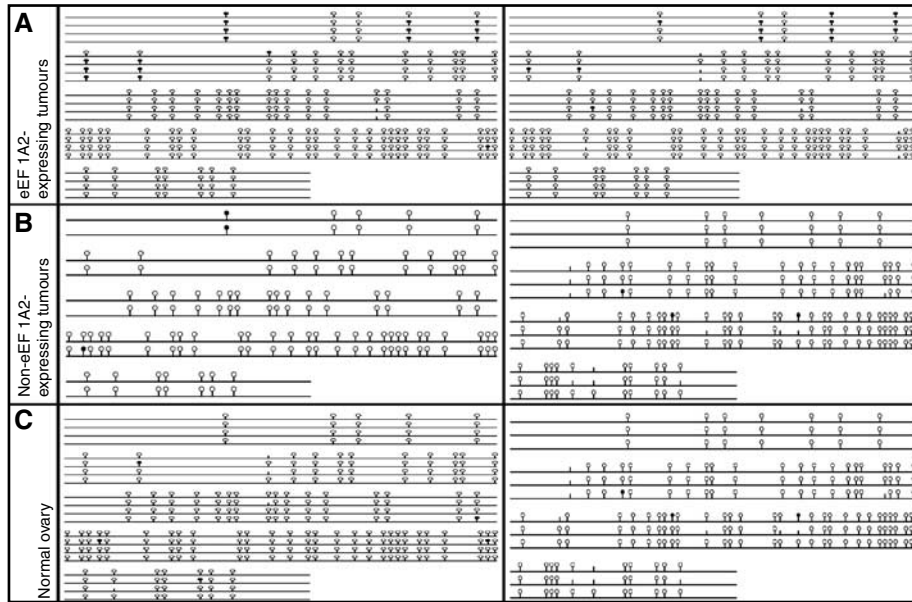 A
eEF 1A2-
expressing tumours
B
Non-eEF 1A2-
expressing tumours
C
Normal ovary